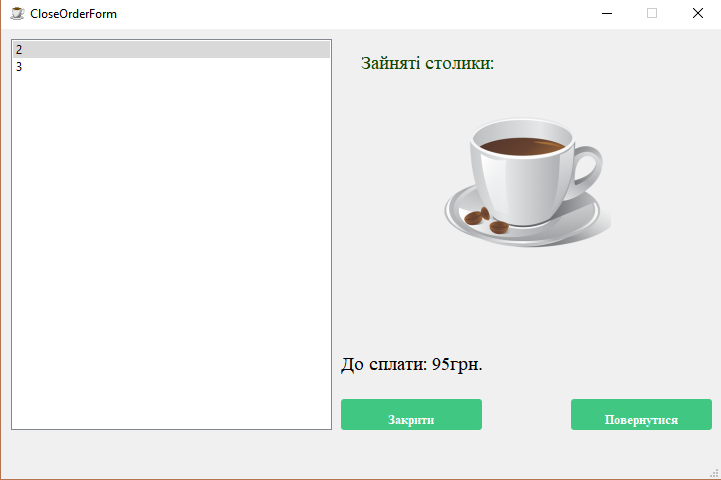 CloseOrderForm
2
3
Зайняті столики:
До сплати: 95грн.
Закрити
Повернутися